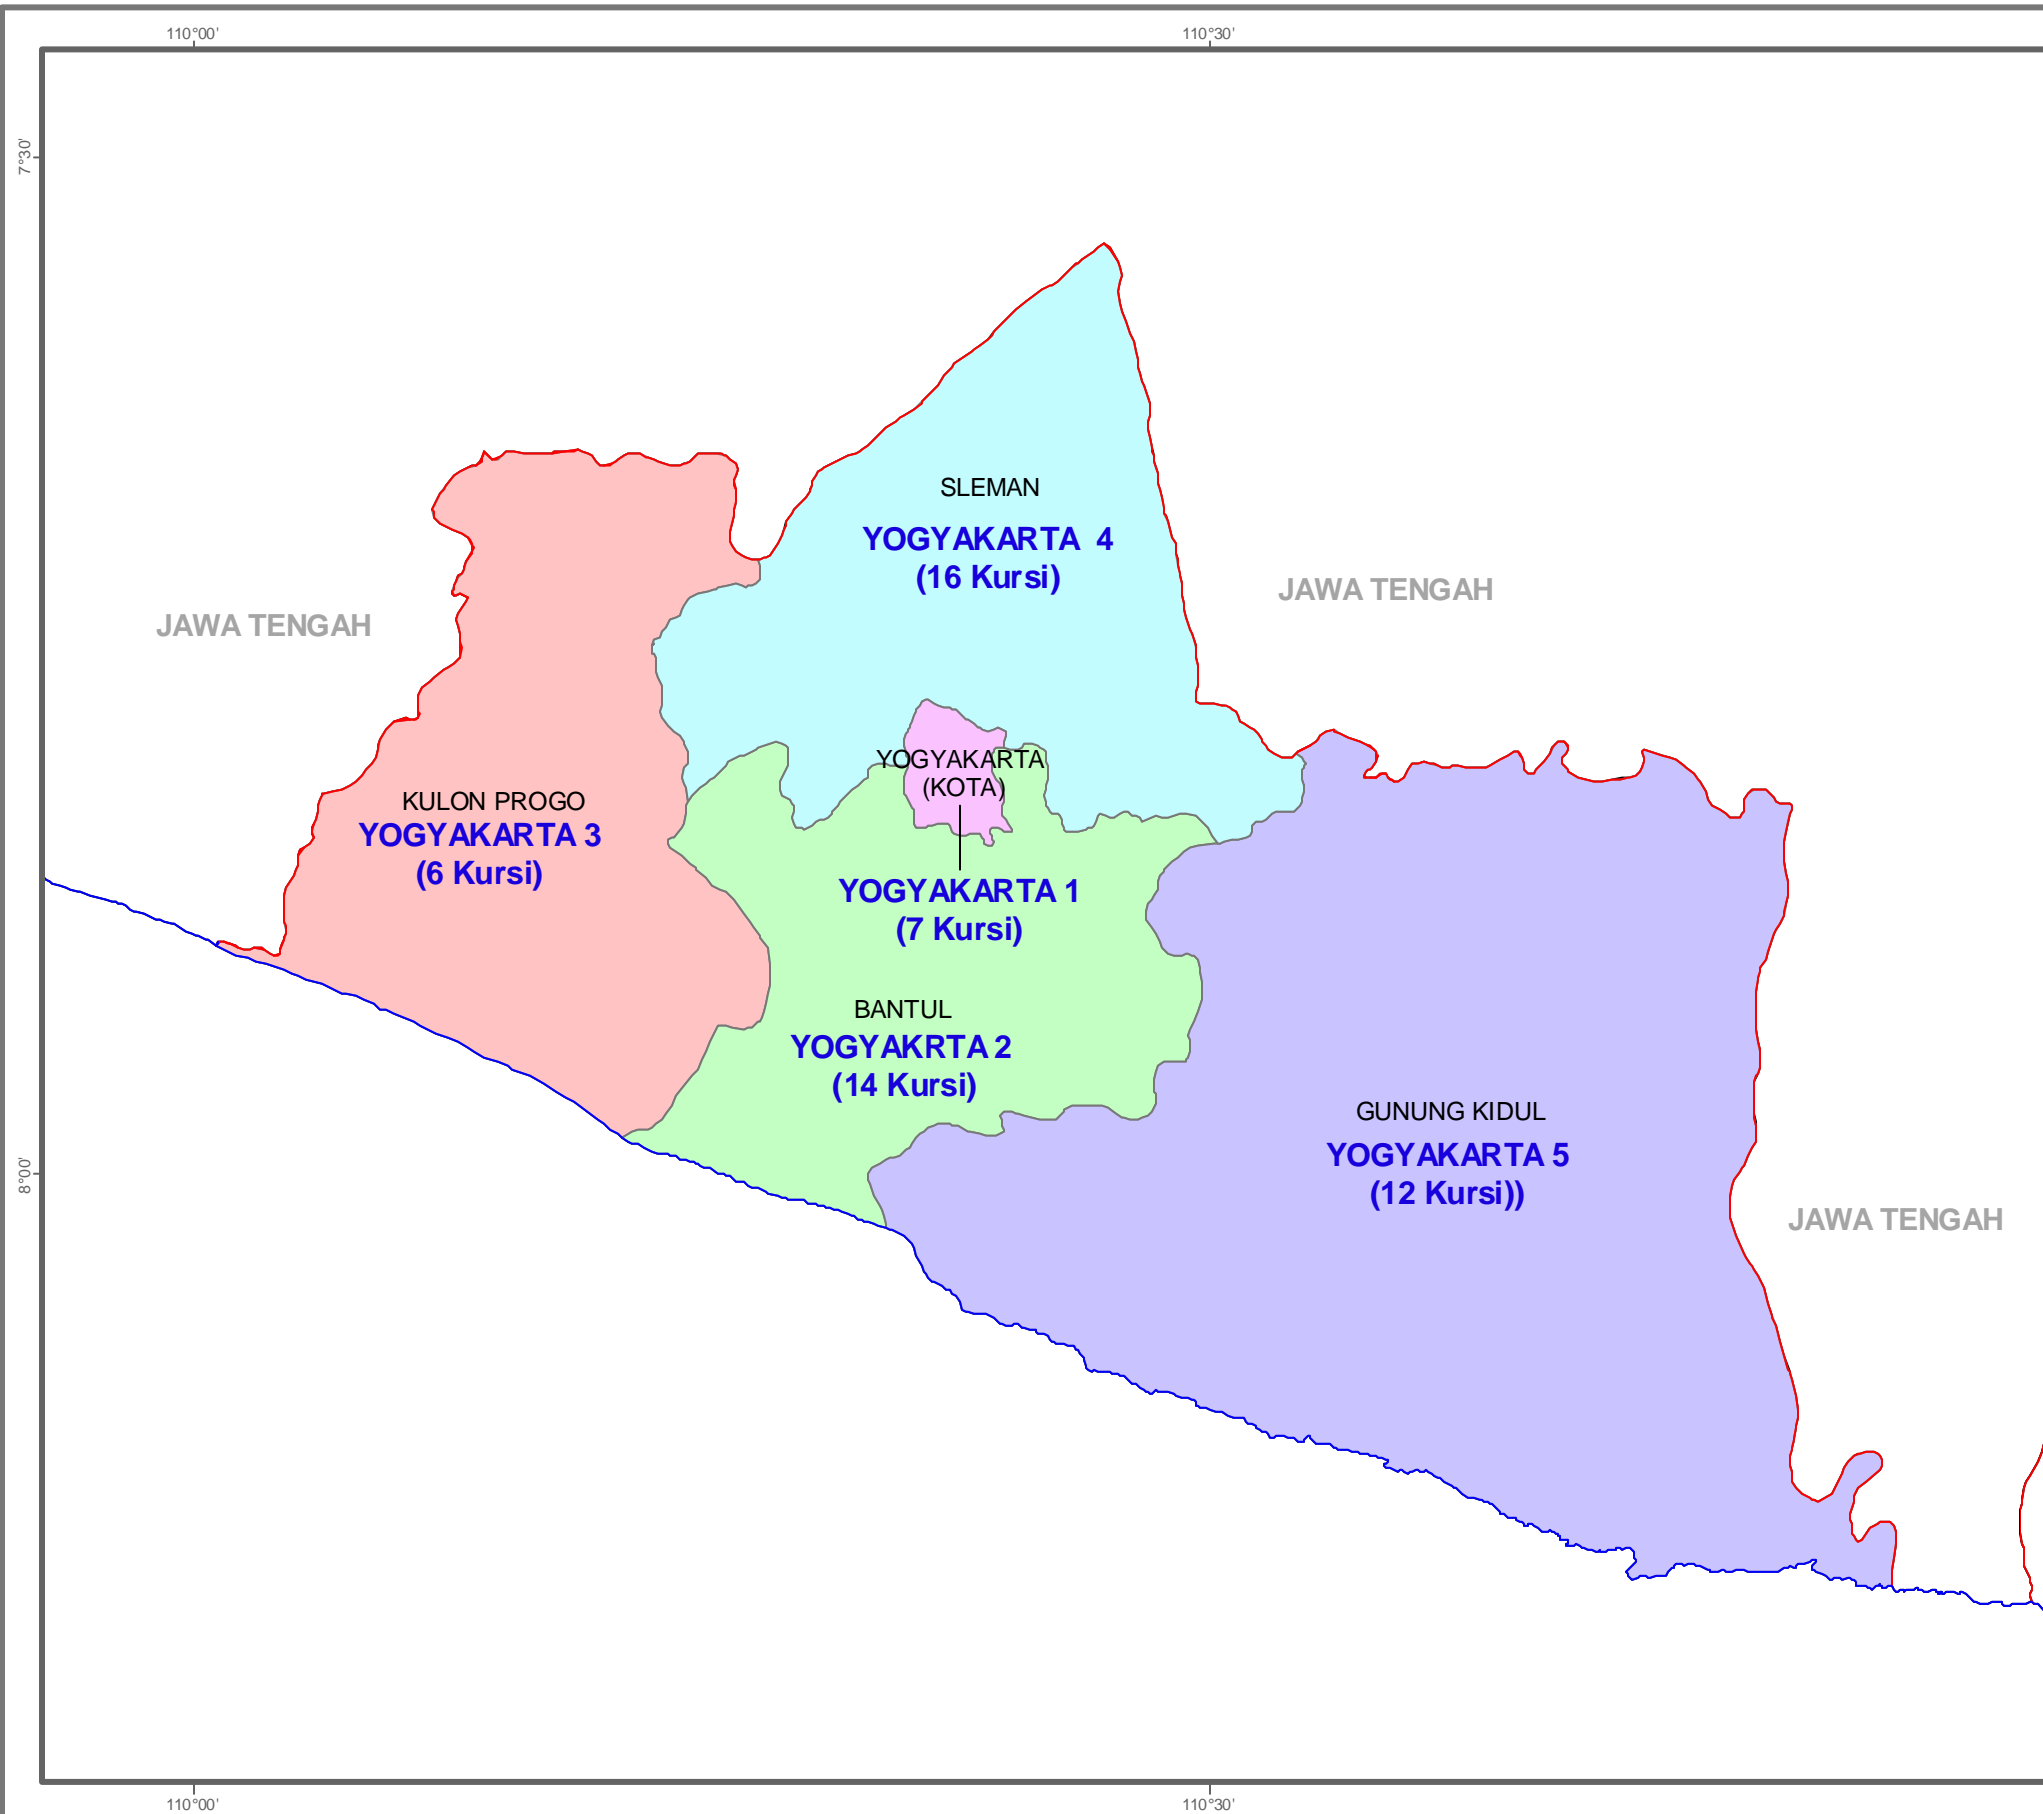 110°00' 110°30'
7°30'
SLEMAN
YOGYAKARTA 4
(16 Kursi)
JAWA TENGAH
JAWA TENGAH
YOGYAKARTA
(KOTA)
KULON PROGO
YOGYAKARTA 3
(6 Kursi)
YOGYAKARTA 1
(7 Kursi)
BANTUL
YOGYAKRTA 2
(14 Kursi)
GUNUNG KIDUL
YOGYAKARTA 5
(12 Kursi))
8°00'
JAWA TENGAH
110°00' 110°30'